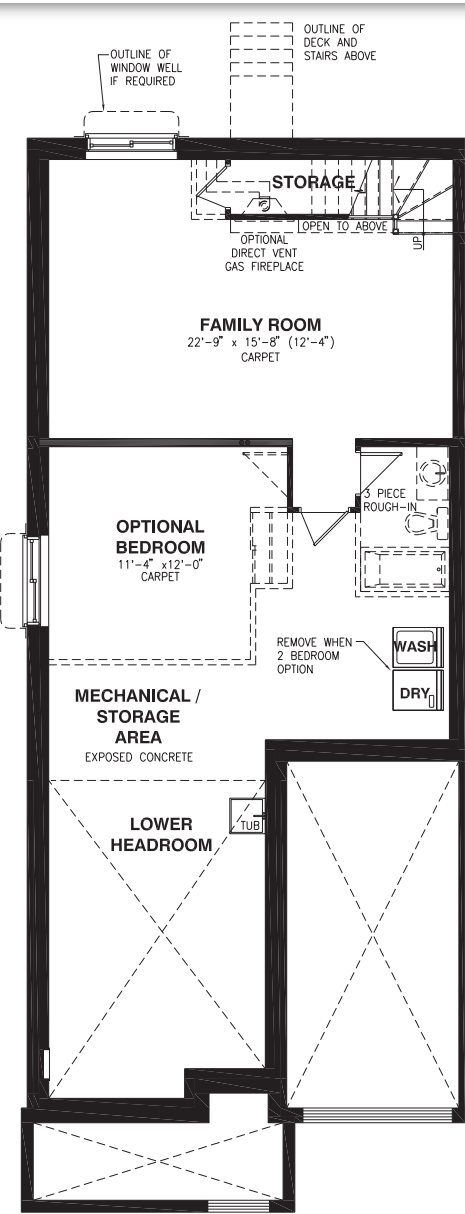 OUTLINE OF
WINDOW WELL
IF REQUIRED
OUTLINE OF
DECK AND
STAIRS ABOVE
STORAGE
OPEN TO ABOVE
UP
OPTIONAL
DIRECT VENT
GAS FIREPLACE
FAMILY ROOM
22'-9" x 15'-8" (12'-4")
CARPET
3 PIECE
ROUGH-IN
OPTIONAL
BEDROOM
11'-4" x12'-0"
CARPET
REMOVE WHEN
2 BEDROOM
OPTION
WASH
DRY
MECHANICAL /
STORAGE
AREA
EXPOSED CONCRETE
LOWER
HEADROOM
TUB